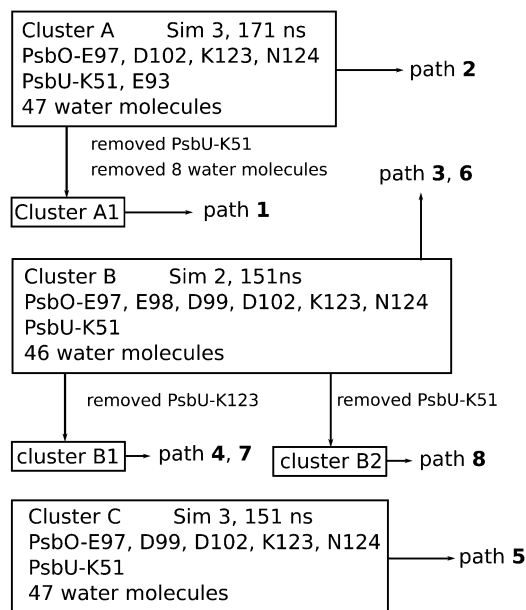 Cluster A Sim 3, 171 ns
PsbO-E97, D102, K123, N124
PsbU-K51, E93
47 water molecules
path 2
removed PsbU-K51
removed 8 water molecules
path 3, 6
Cluster A1
path 1
Cluster B Sim 2, 151ns
PsbO-E97, E98, D99, D102, K123, N124
PsbU-K51
46 water molecules
removed PsbU-K123
removed PsbU-K51
cluster B1
path 4, 7
cluster B2
path 8
Cluster C Sim 3, 151 ns
PsbO-E97, D99, D102, K123, N124
PsbU-K51
47 water molecules
path 5